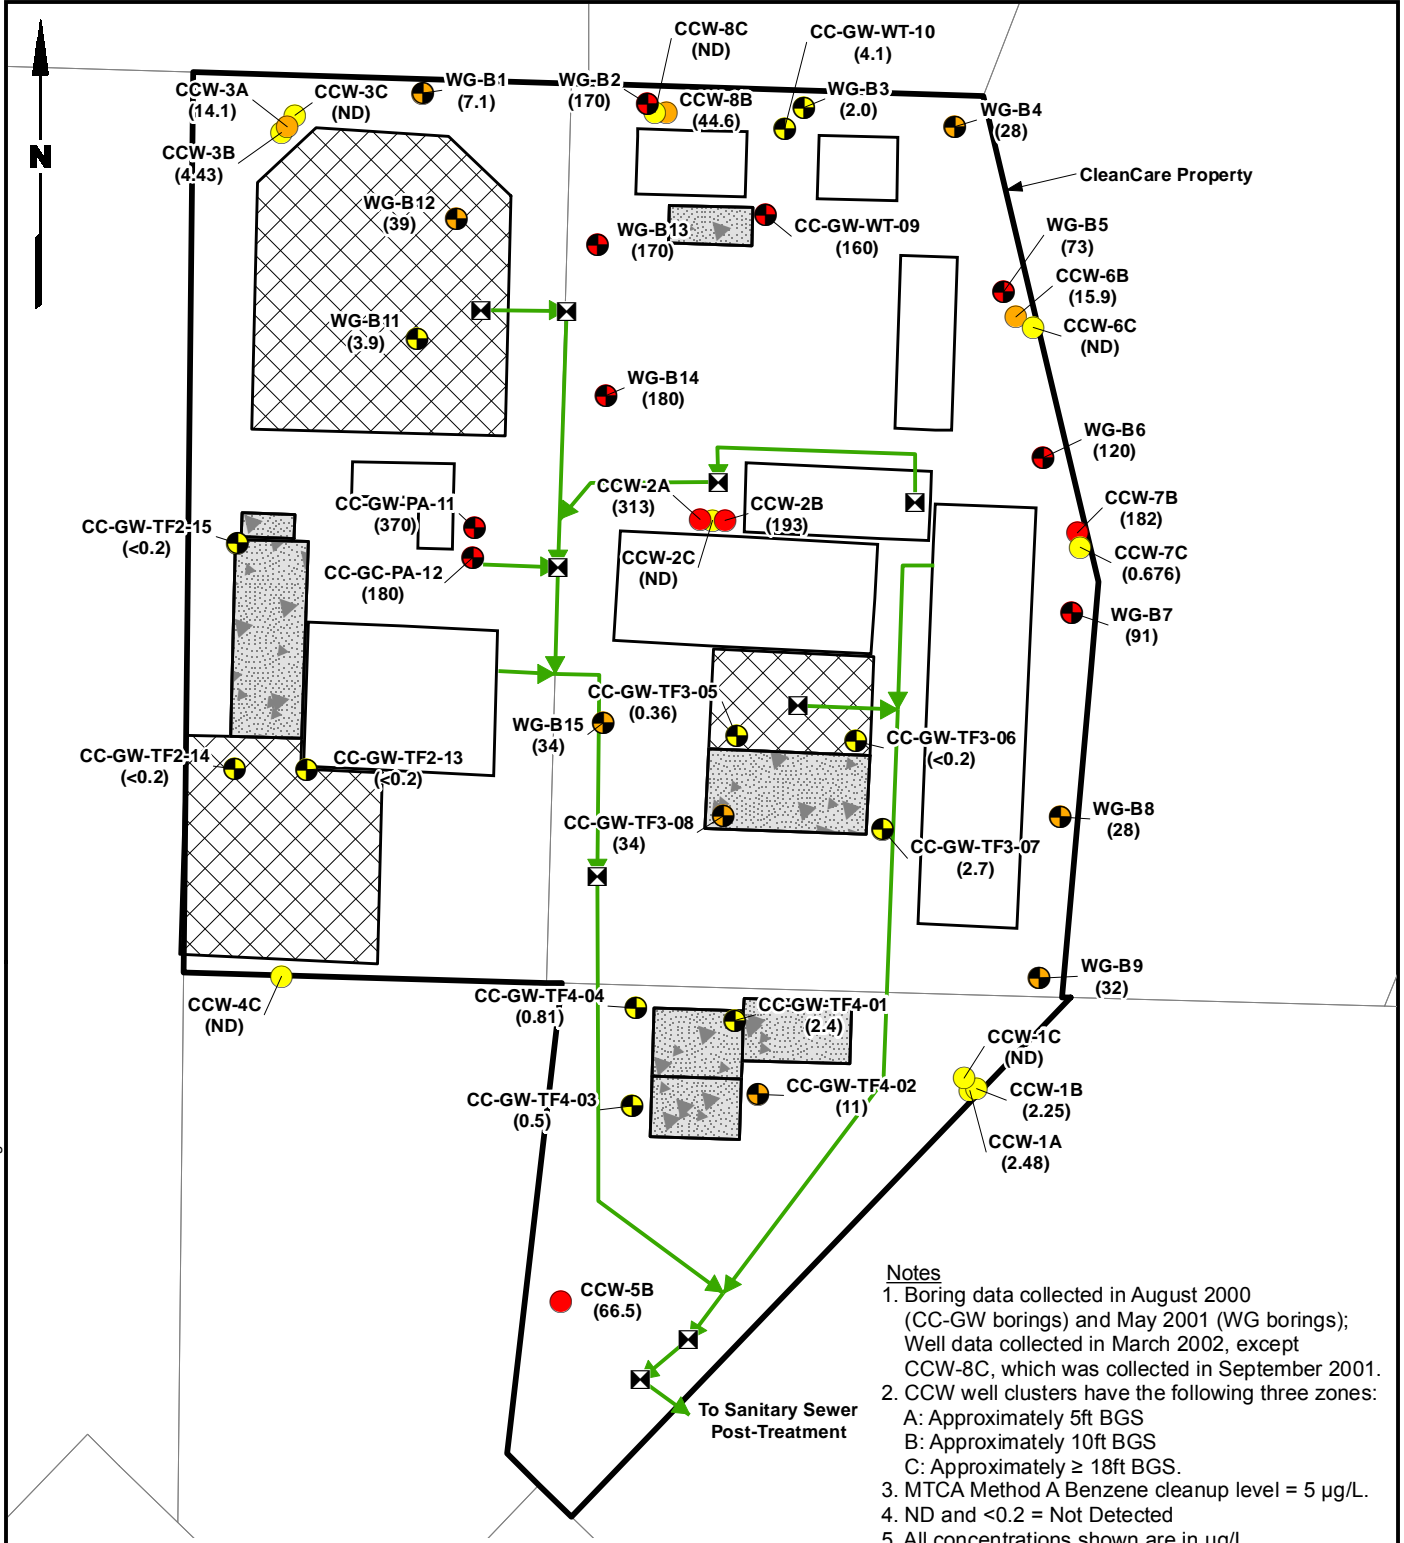 CCW-8C
(ND)
CC-GW-WT-10
(4.1)
CCW-3A
(14.1)
CCW-3C
(ND)
WG-B1
(7.1)
WG-B2
(170)
CCW-8B
(44.6)
WG-B3
(2.0)
WG-B4
(28)
N
CCW-3B
(4.43)
CleanCare Property
WG-B12
(39)
WG-B13
(170)
CC-GW-WT-09
(160)
WG-B5
(73)
CCW-6B
(15.9)
CCW-6C
(ND)
WG-B11
(3.9)
WG-B14
(180)
WG-B6
(120)
CCW-2A
(313)
CCW-2B
(193)
CCW-7B
(182)
CC-GW-PA-11
(370)
CC-GW-TF2-15
(<0.2)
CCW-2C
(ND)
CCW-7C
(0.676)
CC-GC-PA-12
(180)
WG-B7
(91)
CC-GW-TF3-05
(0.36)
WG-B15
(34)
CC-GW-TF3-06
(<0.2)
CC-GW-TF2-14
(<0.2)
CC-GW-TF2-13
(<0.2)
CC-GW-TF3-08
(34)
WG-B8
(28)
CC-GW-TF3-07
(2.7)
WG-B9
(32)
CCW-4C
(ND)
CC-GW-TF4-04
(0.81)
CC-GW-TF4-01
(2.4)
CCW-1C
(ND)
CC-GW-TF4-03
(0.5)
CC-GW-TF4-02
(11)
CCW-1B
(2.25)
CCW-1A
(2.48)
CCW-5B
(66.5)
To Sanitary Sewer
Post-Treatment
Notes
1. Boring data collected in August 2000
(CC-GW borings) and May 2001 (WG borings);
Well data collected in March 2002, except
CCW-8C, which was collected in September 2001.
2. CCW well clusters have the following three zones:
A: Approximately 5ft BGS
B: Approximately 10ft BGS
C: Approximately ≥ 18ft BGS.
3. MTCA Method A Benzene cleanup level = 5 µg/L.
4. ND and <0.2 = Not Detected
5. All concentrations shown are in µg/L